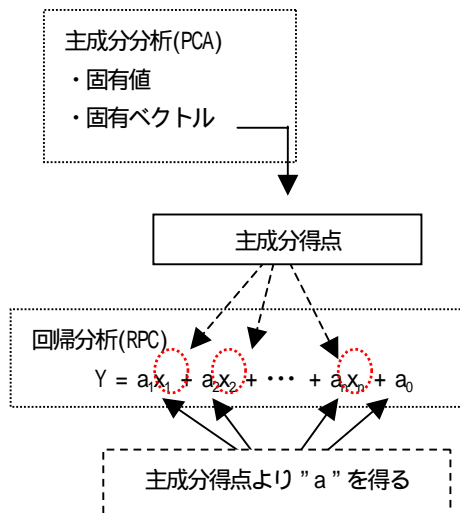 主成分分析(PCA)
・固有値
・固有ベクトル
主成分得点
回帰分析(RPC)
Y = a₁x₁ + a₂x₂ + ⋯ + aₙxₙ + a₀
主成分得点より ” a ” を得る